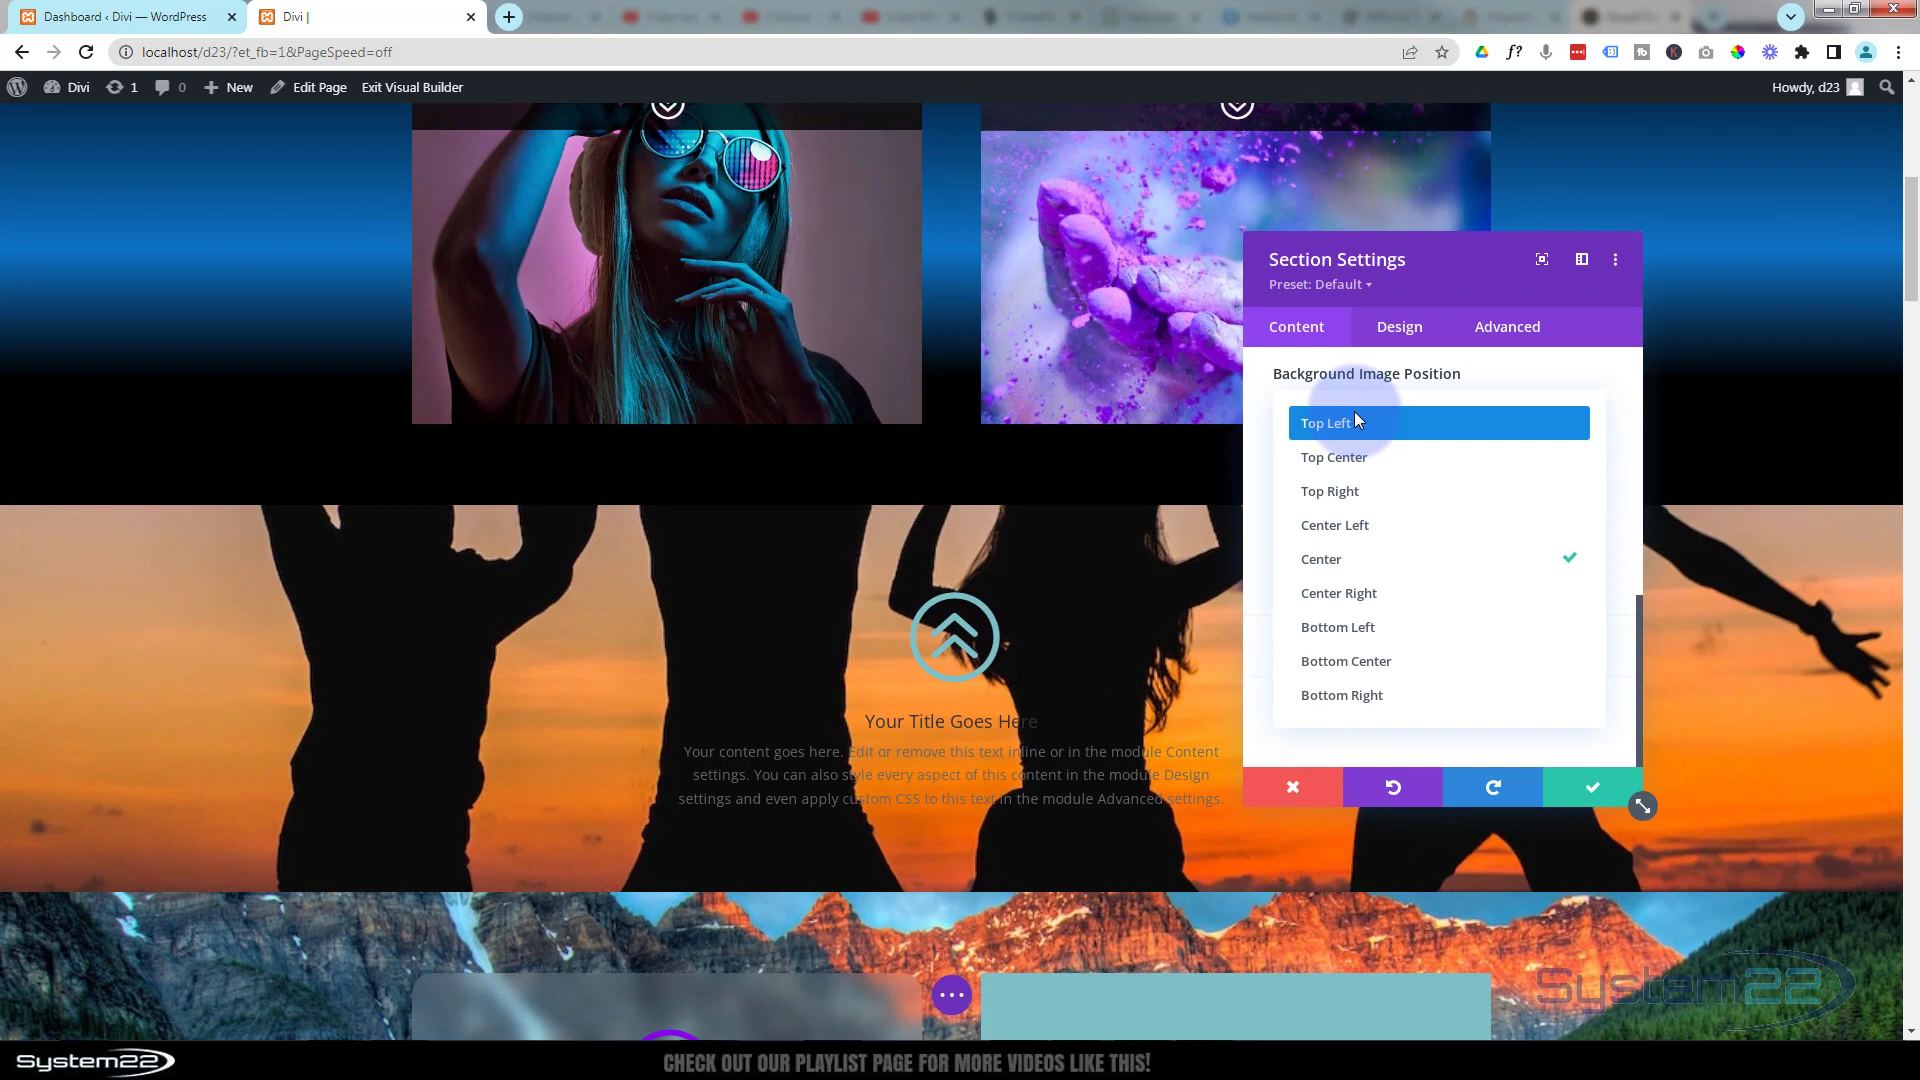 Dashboard ‹ Divi — WordPress
Divi |
localhost/d23/?et_fb=1&PageSpeed=off
Divi 1 0 New Edit Page Exit Visual Builder
Howdy, d23
Section Settings
Preset: Default
Content Design Advanced
Background Image Position
Top Left
Top Center
Top Right
Center Left
Center
Center Right
Bottom Left
Bottom Center
Bottom Right
Your Title Goes Here
Your content goes here. Edit or remove this text inline or in the module Content
settings. You can also style every aspect of this content in the module Design
settings and even apply custom CSS to this text in the module Advanced settings.
System22
System22
CHECK OUT OUR PLAYLIST PAGE FOR MORE VIDEOS LIKE THIS!